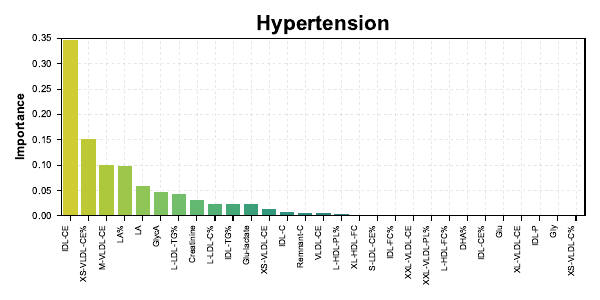 Hypertension
Importance
0.35
0.30
0.25
0.20
0.15
0.10
0.05
0.00
IDL-CE
XS-VLDL-CE%
M-VLDL-CE
LA%
LA
GlycA
L-LDL-TG%
Creatinine
L-LDL-C%
IDL-TG%
Glu-lactate
XS-VLDL-CE
IDL-C
Remnant-C
VLDL-CE
L-HDL-PL%
XL-HDL-FC
S-LDL-CE%
IDL-FC%
XXL-VLDL-CE
XXL-VLDL-PL%
L-HDL-FC%
DHA%
IDL-CE%
Glu
XL-VLDL-CE
IDL-P
Gly
XS-VLDL-C%